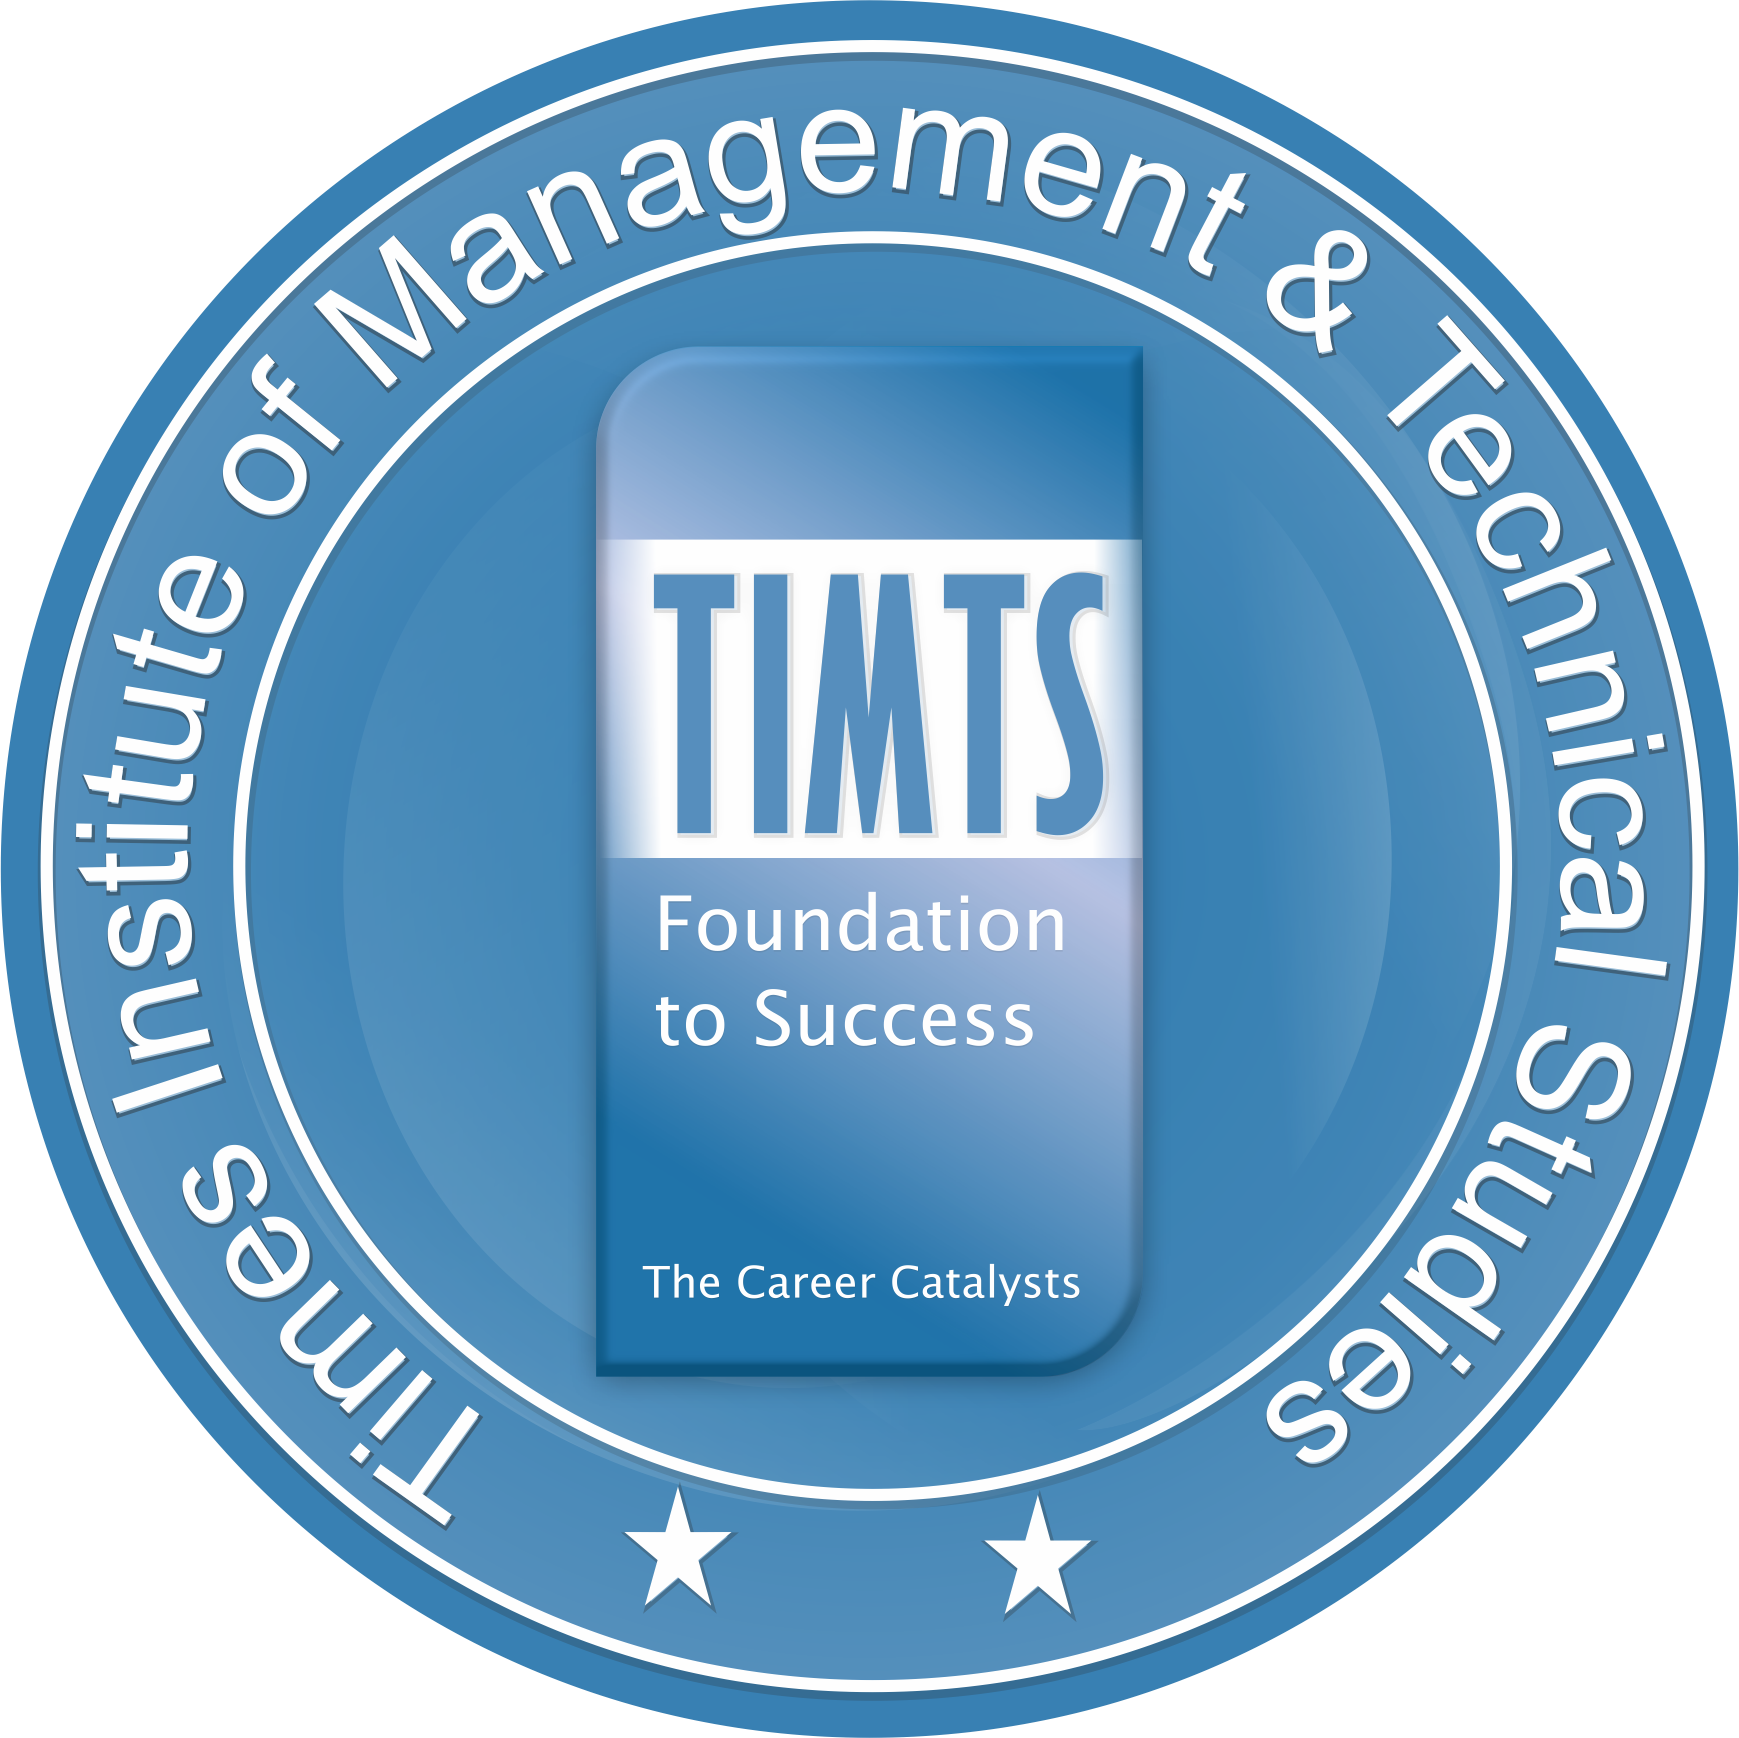 Times Institute of Management & Technical Studies
TIMTS
Foundation
to Success
The Career Catalysts